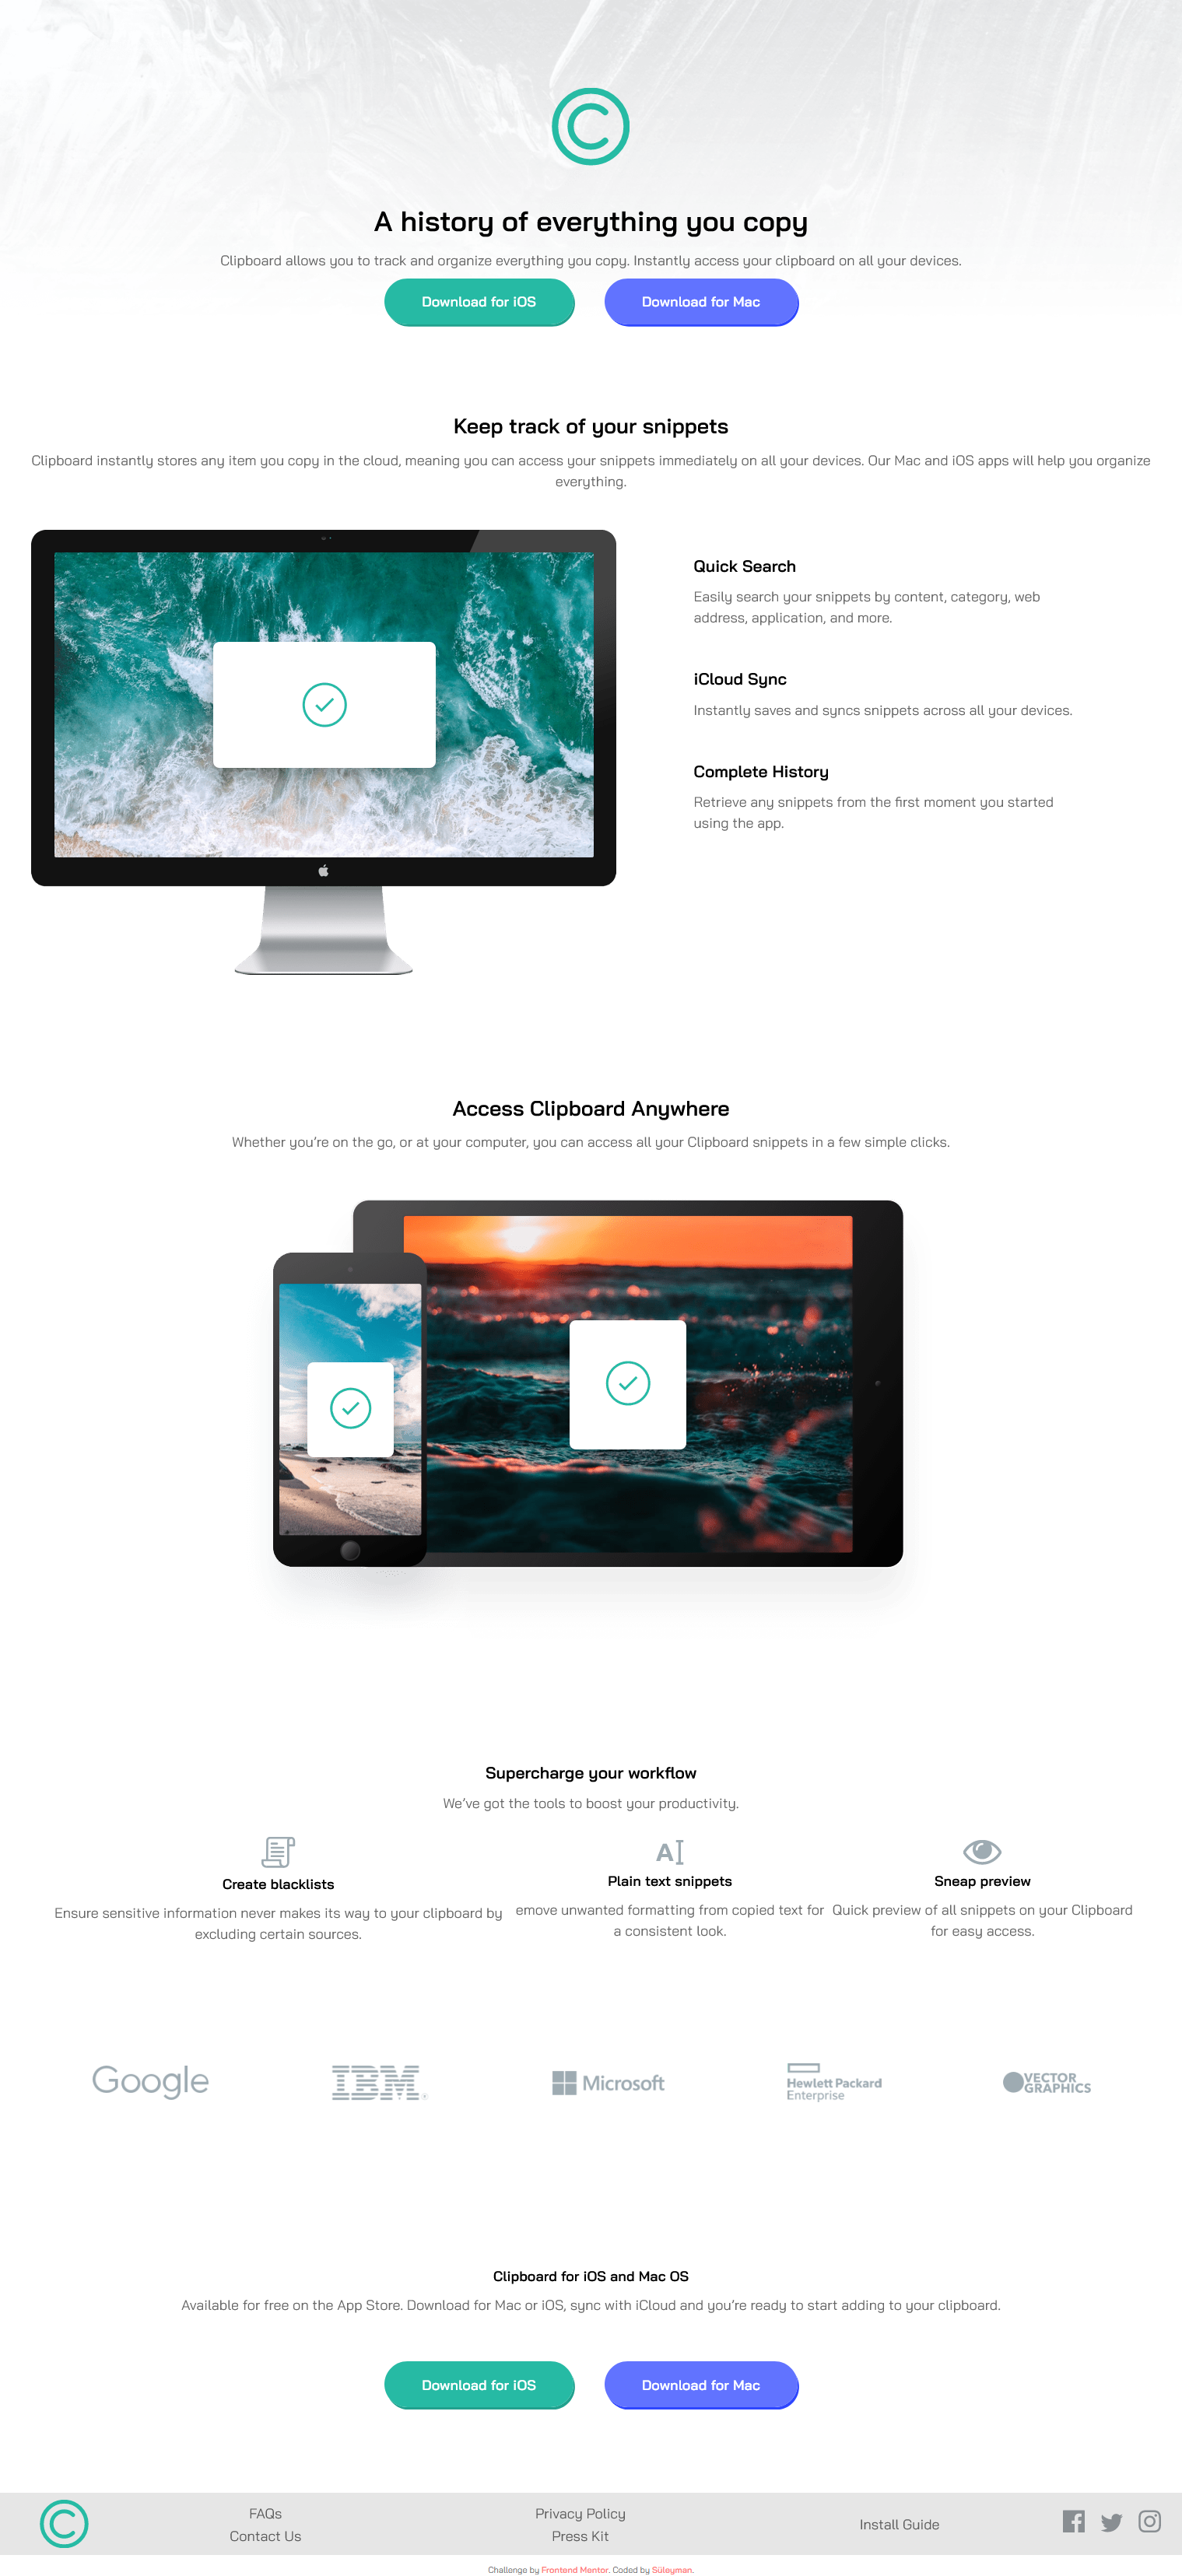 A history of everything you copy
Clipboard allows you to track and organize everything you copy. Instantly access your clipboard on all your devices.
Download for iOS
Download for Mac
Keep track of your snippets
Clipboard instantly stores any item you copy in the cloud, meaning you can access your snippets immediately on all your devices. Our Mac and iOS apps will help you organize
everything.
Quick Search
Easily search your snippets by content, category, web
address, application, and more.
iCloud Sync
Instantly saves and syncs snippets across all your devices.
Complete History
Retrieve any snippets from the first moment you started
using the app.
Access Clipboard Anywhere
Whether you’re on the go, or at your computer, you can access all your Clipboard snippets in a few simple clicks.
Supercharge your workflow
We’ve got the tools to boost your productivity.
Create blacklists
Ensure sensitive information never makes its way to your clipboard by
excluding certain sources.
A
Plain text snippets
emove unwanted formatting from copied text for
a consistent look.
Sneap preview
Quick preview of all snippets on your Clipboard
for easy access.
Google
IBM
Microsoft
Hewlett Packard
Enterprise
VECTOR
GRAPHICS
Clipboard for iOS and Mac OS
Available for free on the App Store. Download for Mac or iOS, sync with iCloud and you’re ready to start adding to your clipboard.
Download for iOS
Download for Mac
FAQs
Contact Us
Privacy Policy
Press Kit
Install Guide
Challenge by Frontend Mentor. Coded by Süleyman.